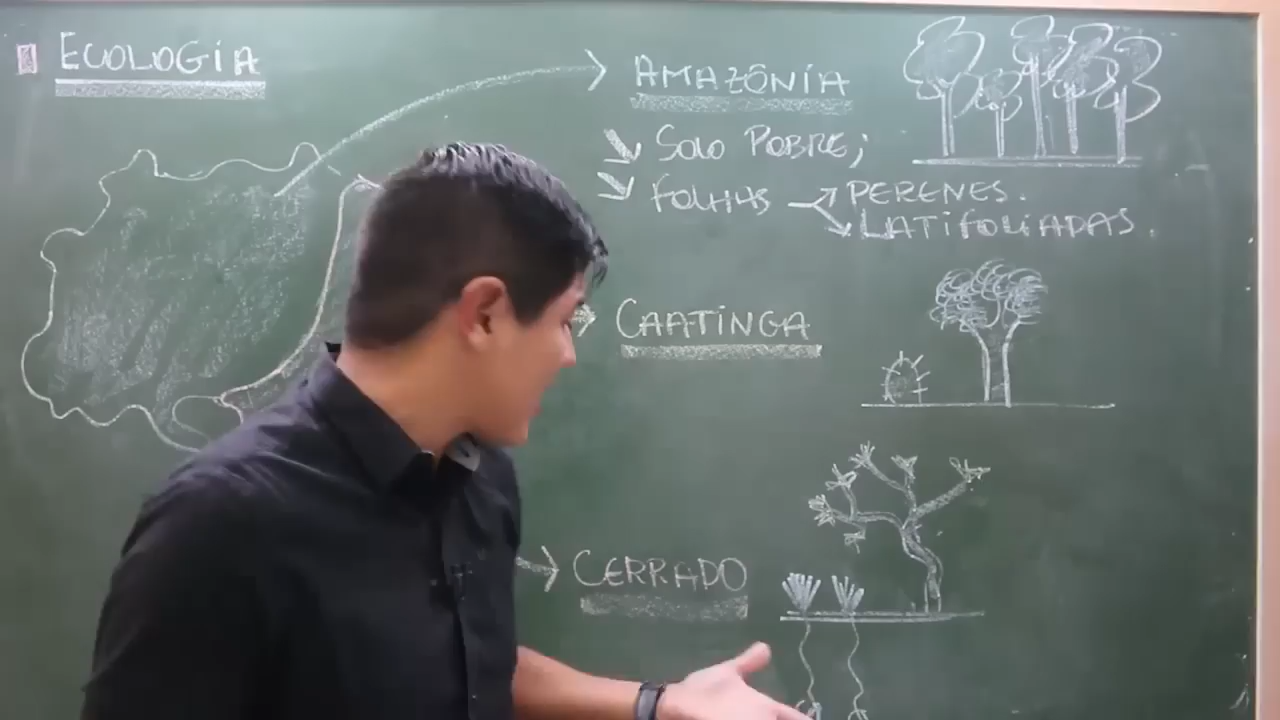 ECOLOGIA
AMAZÔNIA
SOLO POBRE;
FOLHAS PERENES.
LATIFOLIADAS.
CAATINGA
CERRADO